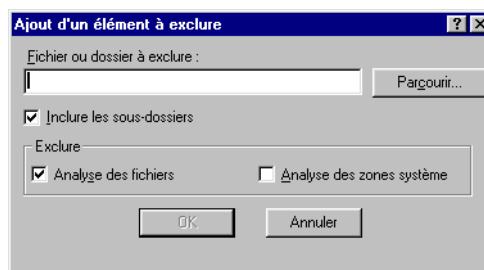 Ajout d'un élément à exclure
Fichier ou dossier à exclure :
Parcourir...
Inclure les sous-dossiers
Exclure
Analyse des fichiers
Analyse des zones système
OK
Annuler